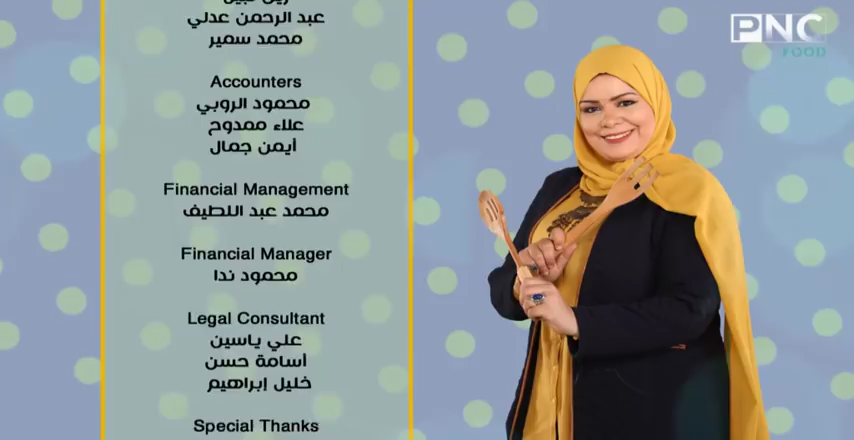 عبد الرحمن عدلي
محمد سمير
Accounters
محمود الروبي
علاء ممدوح
أيمن جمال
Financial Management
محمد عبد اللطيف
Financial Manager
محمود ندا
Legal Consultant
علي ياسين
أسامة حسن
خليل إبراهيم
Special Thanks
PNC
FOOD